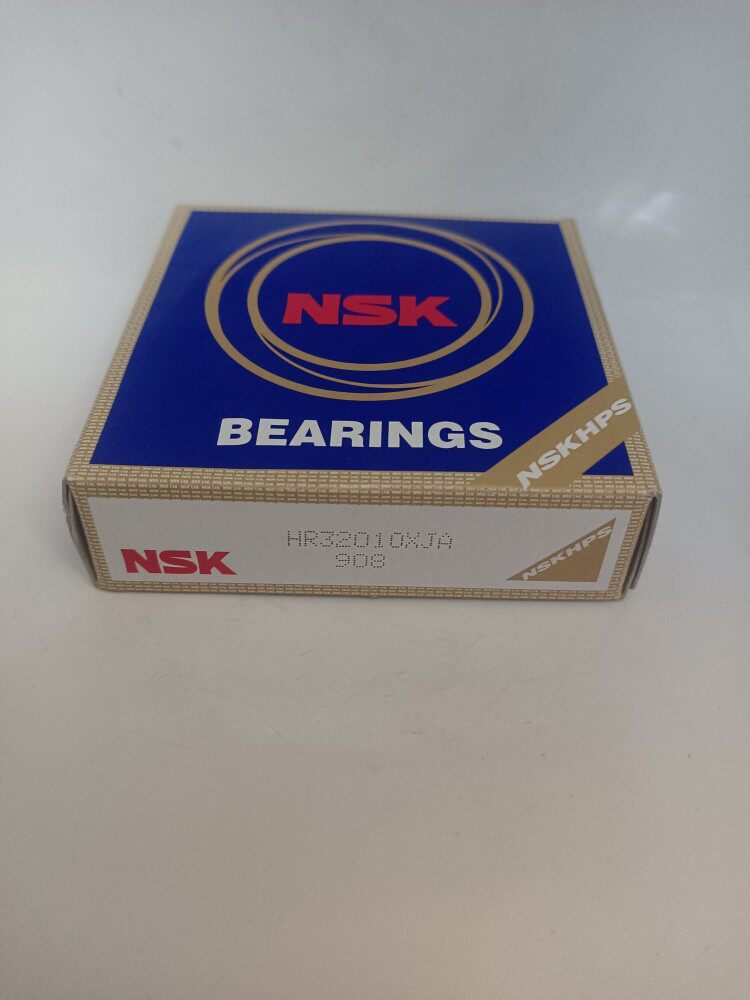 NSK
BEARINGS
NSKHPS
HR32010XJA
908
NSK
NSKHPS